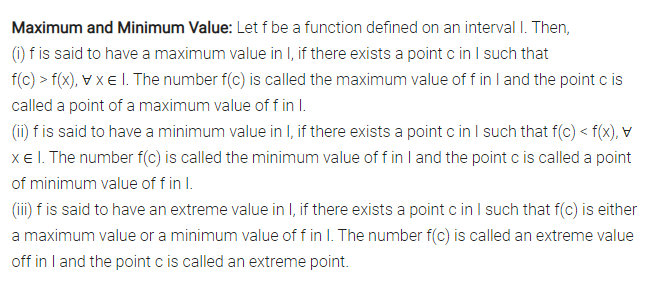 Maximum and Minimum Value: Let f be a function defined on an interval I. Then,
(i) f is said to have a maximum value in I, if there exists a point c in I such that
f(c) > f(x), ∀ x ϵ I. The number f(c) is called the maximum value of f in I and the point c is
called a point of a maximum value of f in I.
(ii) f is said to have a minimum value in I, if there exists a point c in I such that f(c) < f(x), ∀
x ϵ I. The number f(c) is called the minimum value of f in I and the point c is called a point
of minimum value of f in I.
(iii) f is said to have an extreme value in I, if there exists a point c in I such that f(c) is either
a maximum value or a minimum value of f in I. The number f(c) is called an extreme value
off in I and the point c is called an extreme point.